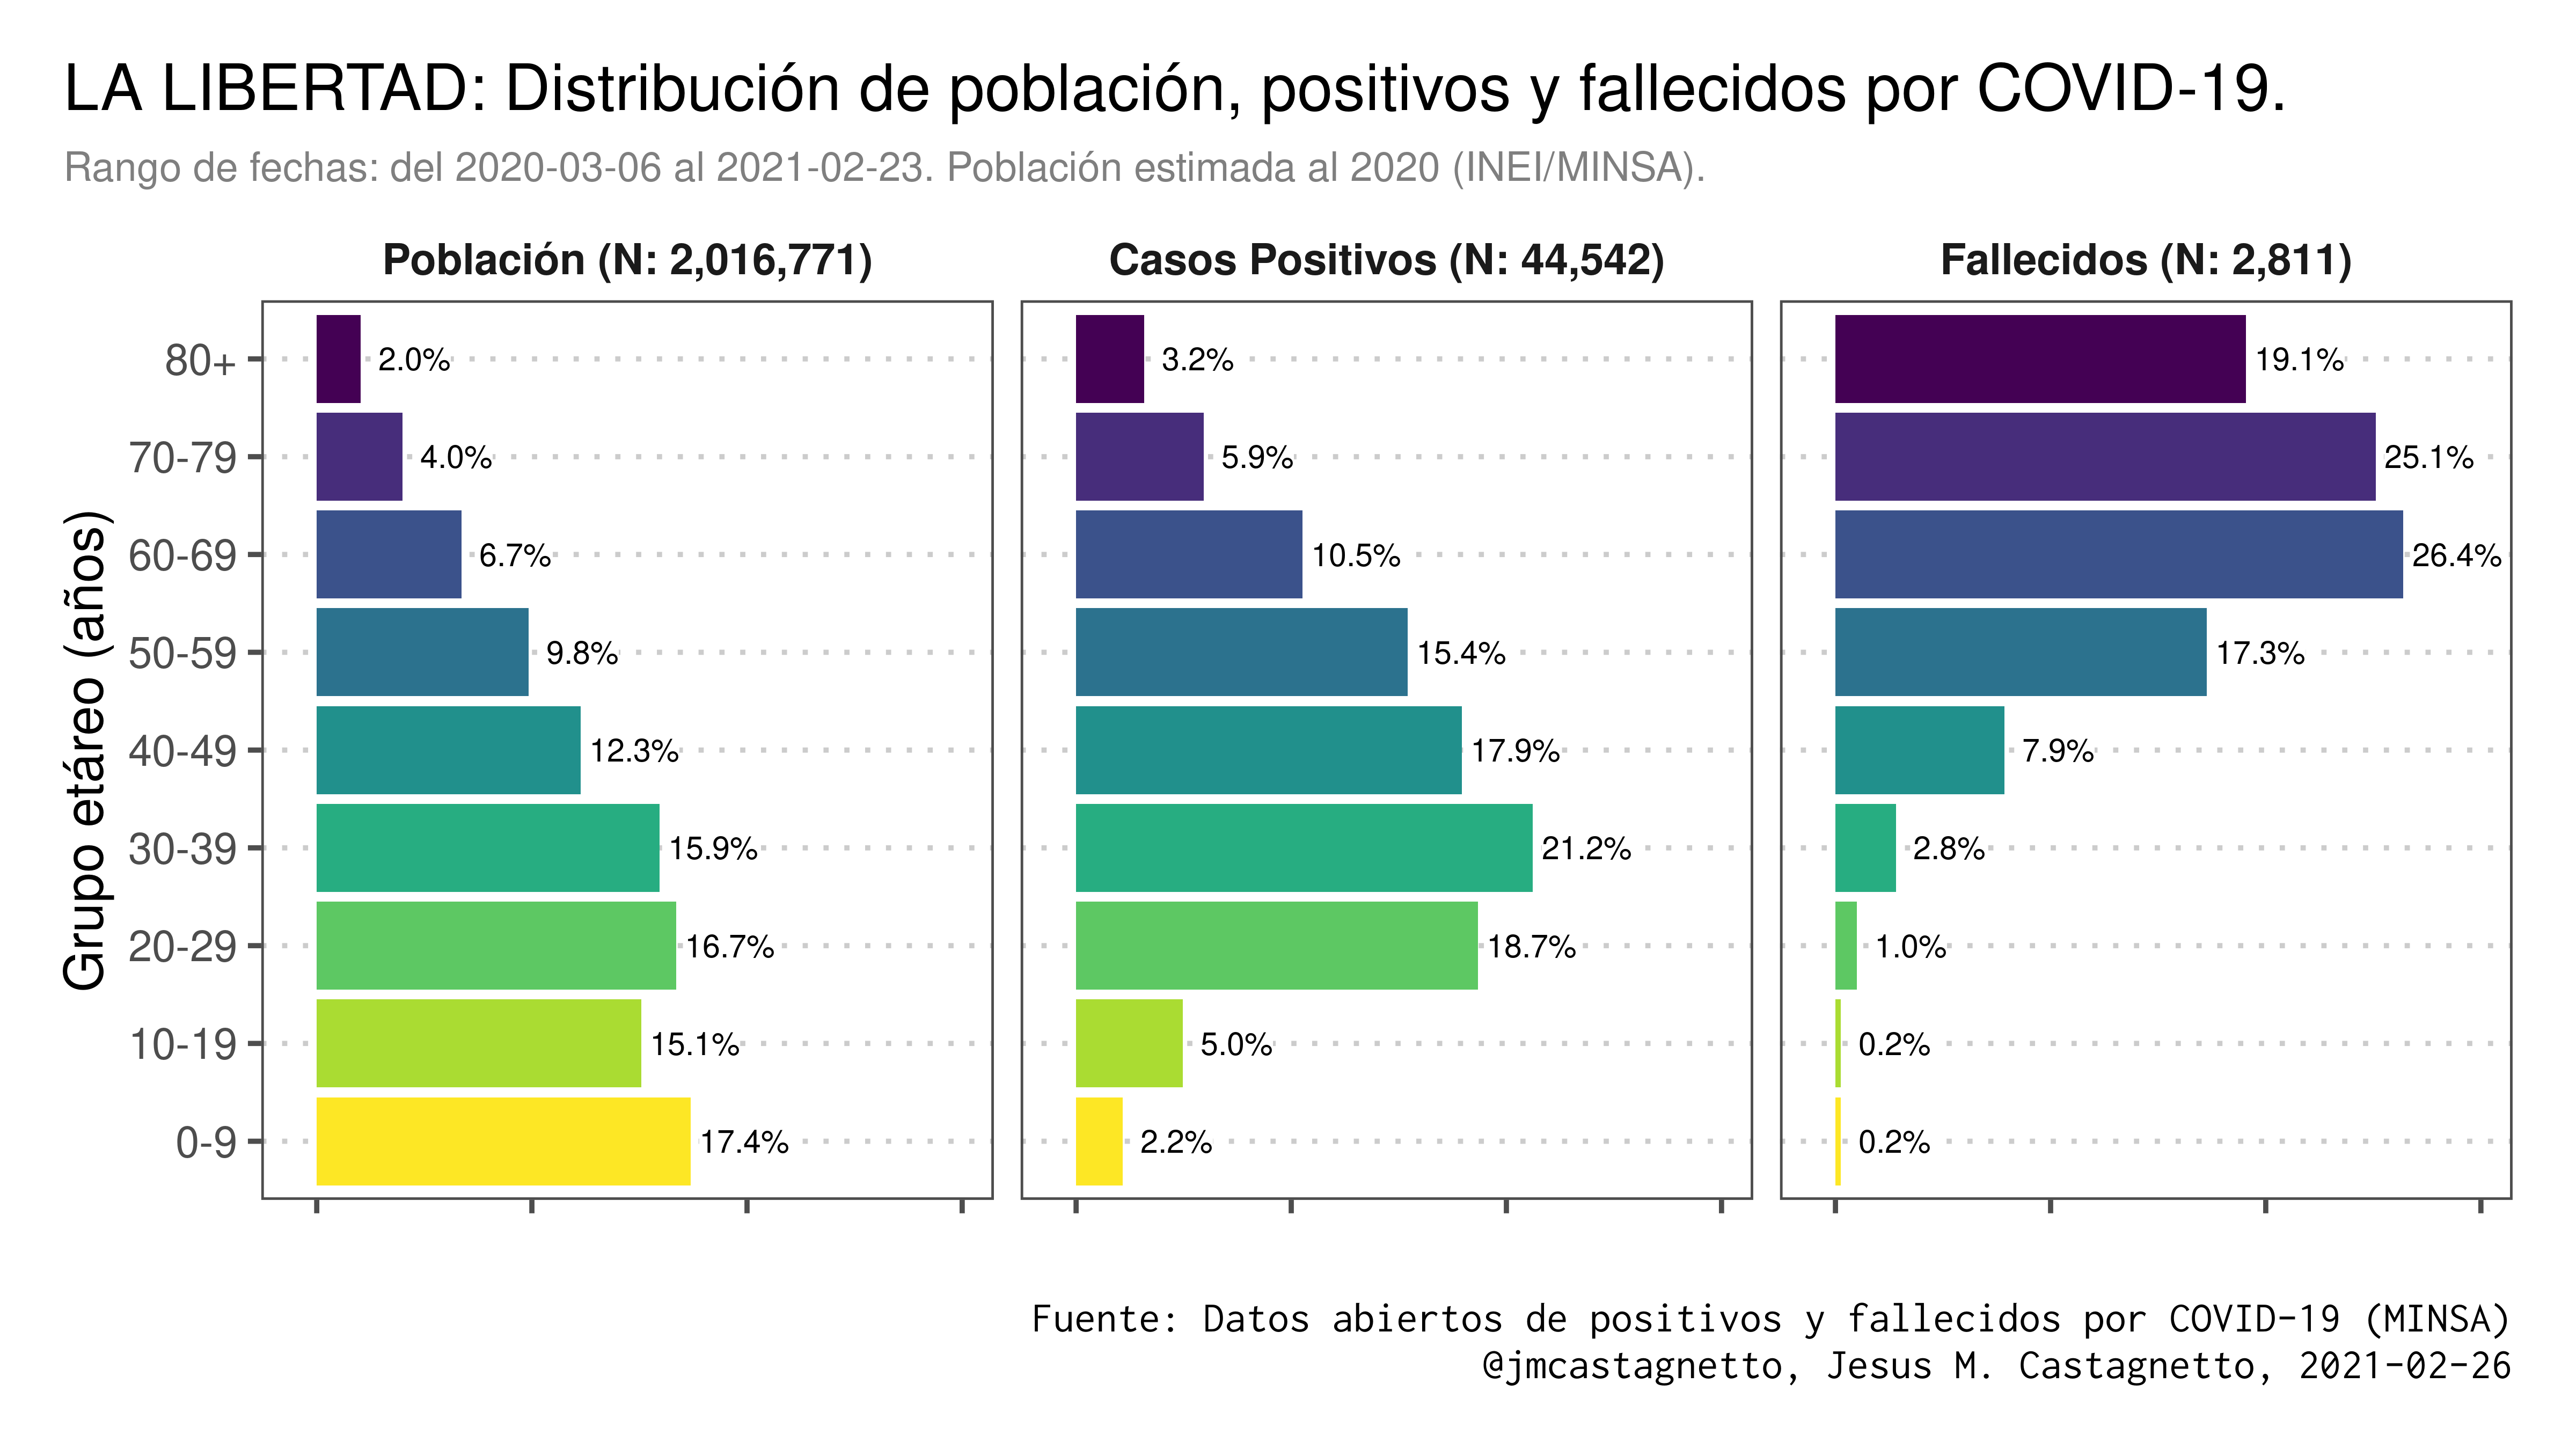 LA LIBERTAD: Distribución de población, positivos y fallecidos por COVID-19.
Rango de fechas: del 2020-03-06 al 2021-02-23. Población estimada al 2020 (INEI/MINSA).
Población (N: 2,016,771)
Casos Positivos (N: 44,542)
Fallecidos (N: 2,811)
Grupo etáreo (años)
80+ 2.0% 3.2% 19.1%
70-79 4.0% 5.9% 25.1%
60-69 6.7% 10.5% 26.4%
50-59 9.8% 15.4% 17.3%
40-49 12.3% 17.9% 7.9%
30-39 15.9% 21.2% 2.8%
20-29 16.7% 18.7% 1.0%
10-19 15.1% 5.0% 0.2%
0-9 17.4% 2.2% 0.2%
Fuente: Datos abiertos de positivos y fallecidos por COVID-19 (MINSA)
@jmcastagnetto, Jesus M. Castagnetto, 2021-02-26